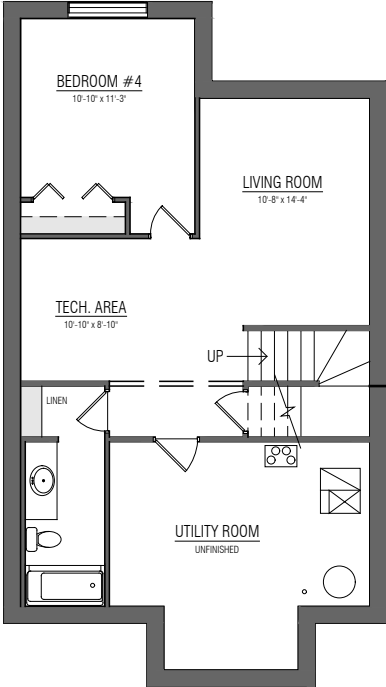 BEDROOM #4
10'-10" x 11'-3"
LIVING ROOM
10'-8" x 14'-4"
TECH. AREA
10'-10" x 8'-10"
UP
LINEN
UTILITY ROOM
UNFINISHED